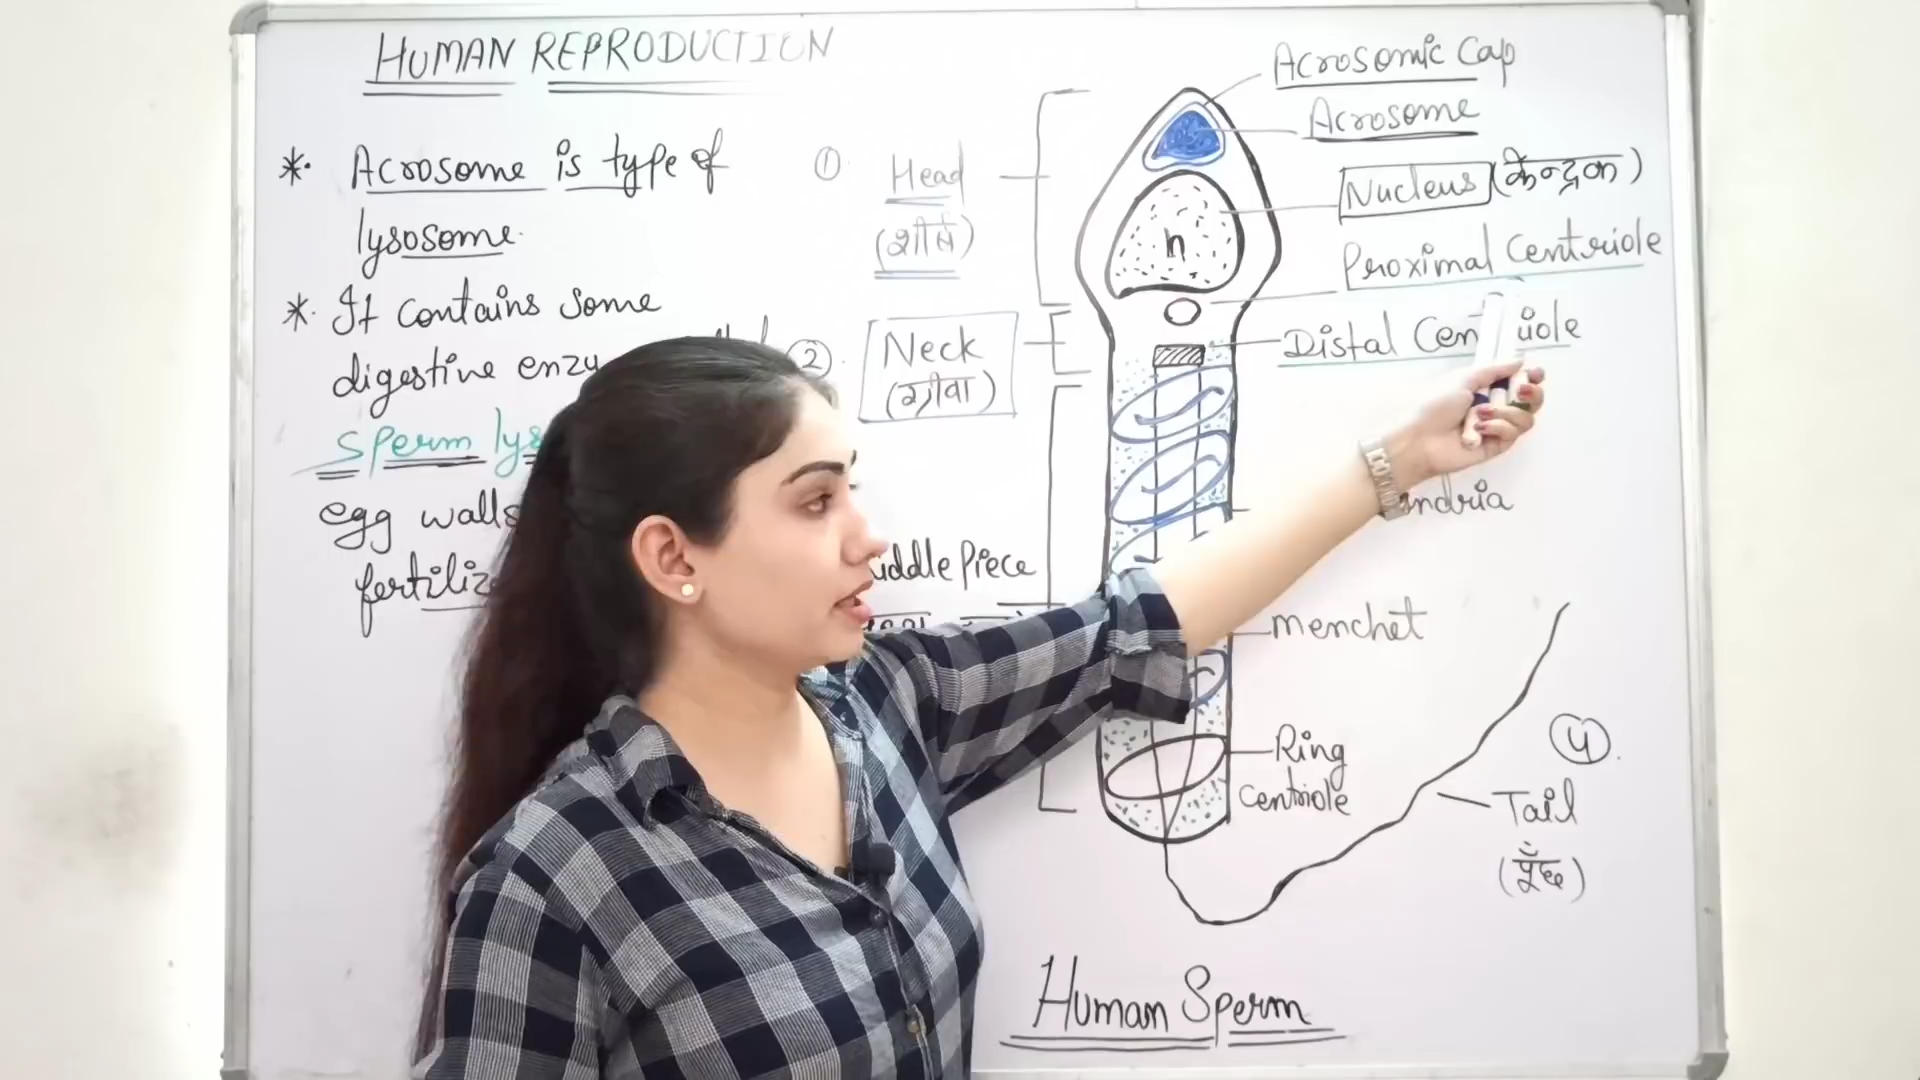 HUMAN REPRODUCTION
*. Acrosome is type of
lysosome.
*. It contains some
digestive enzy
sperm lys
egg walls
fertiliz
① Head
(शीर्ष)
②. Neck
(ग्रीवा)
iddle Piece
Acrosomic Cap
Acrosome
Nucleus (केन्द्रक)
n
Proximal Centriole
Distal Cen iole
ndria
menchet
Ring
Centriole
4.
Tail
(पूँछ)
Human Sperm